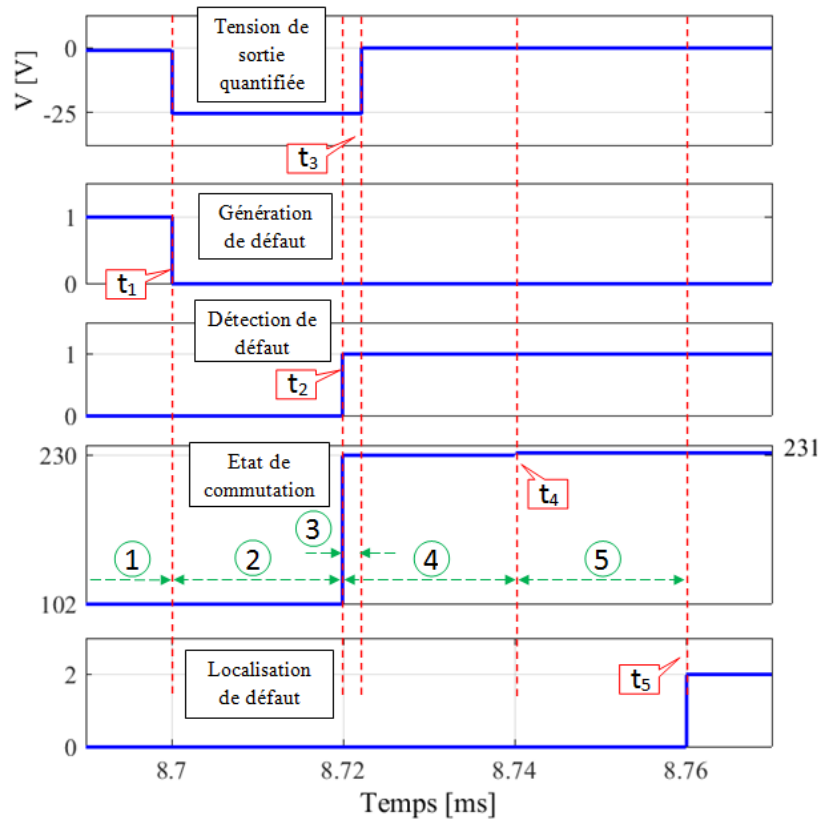 Tension de
sortie
quantifiée
V [V]
0
-25
t3
Génération
de défaut
1
0
t1
Détection de
défaut
1
0
t2
Etat de
commutation
230
102
231
t4
1
2
3
4
5
Localisation
de défaut
2
0
t5
8.7
8.72
8.74
8.76
Temps [ms]